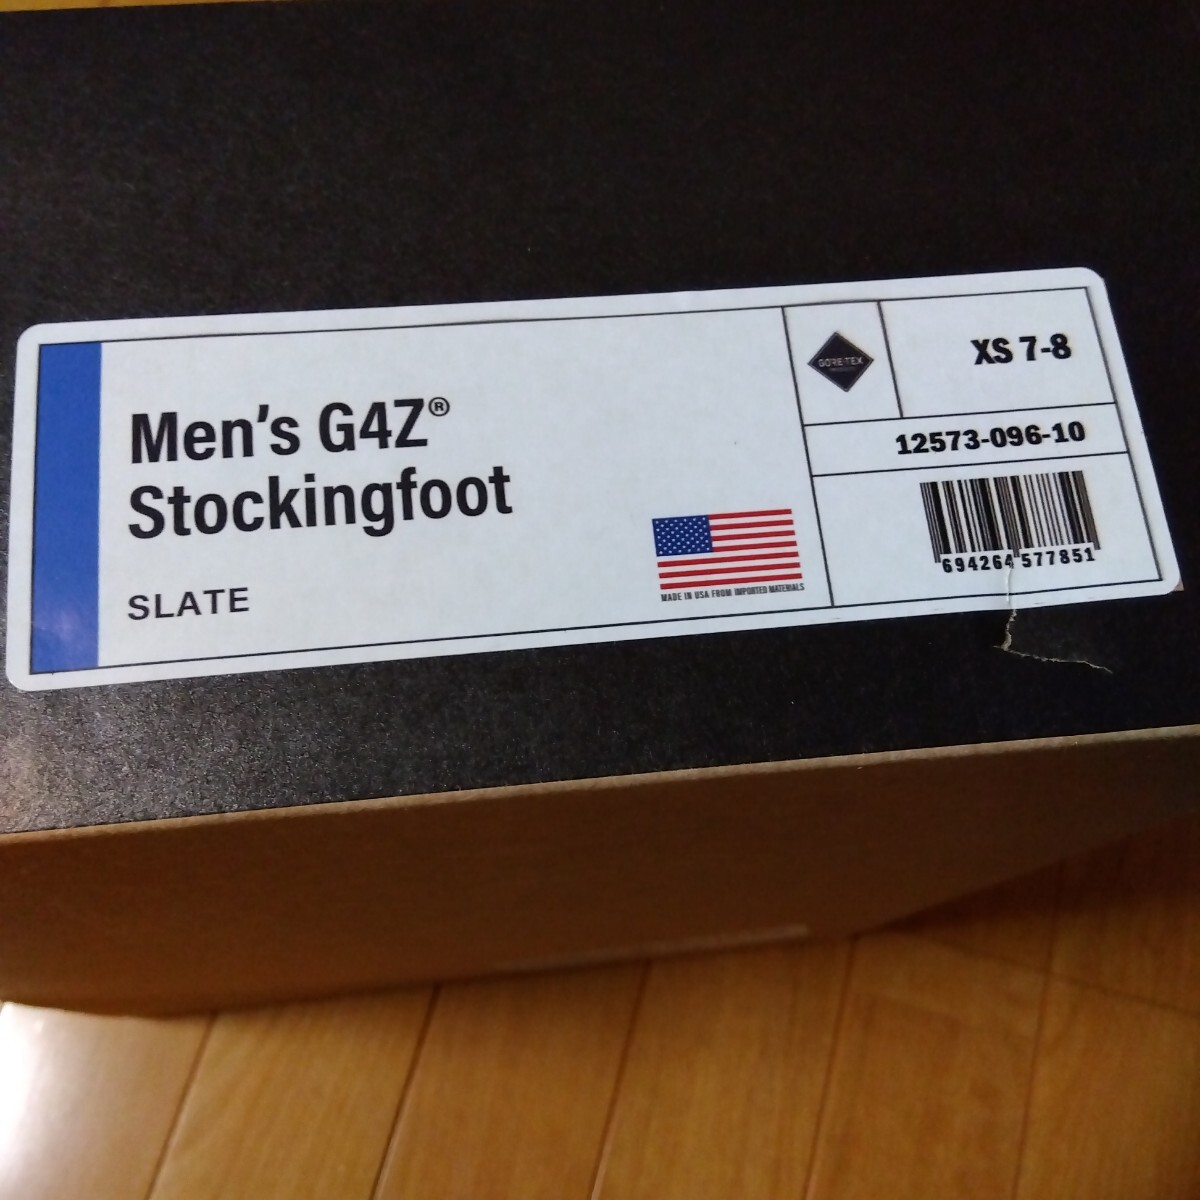 Men's G4Z®
Stockingfoot
SLATE
MADE IN USA FROM IMPORTED MATERIALS
GORE-TEX
XS 7-8
12573-096-10
694264 577851